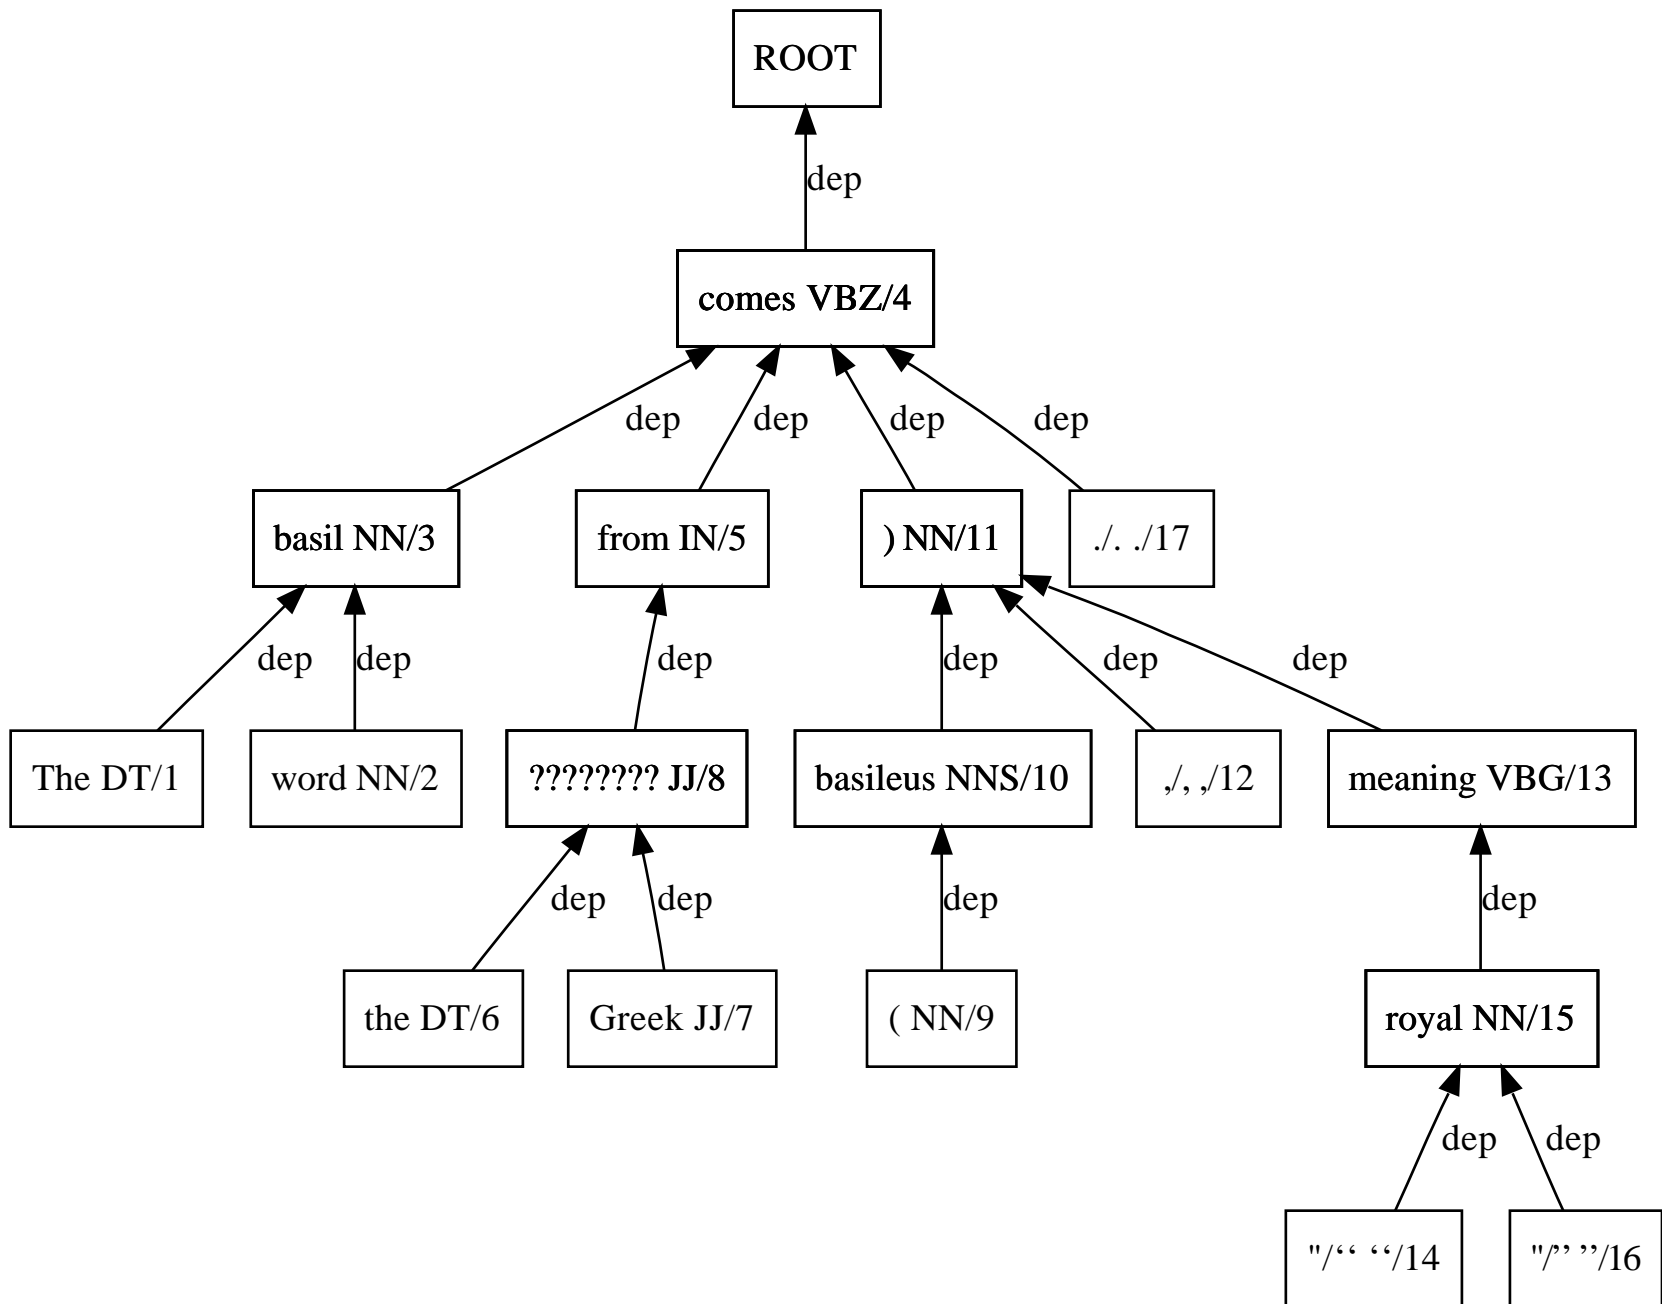 ROOT
dep
comes VBZ/4
dep dep dep dep
basil NN/3 from IN/5 ) NN/11 ./. ./17
dep dep dep dep dep dep
The DT/1 word NN/2 ???????? JJ/8 basileus NNS/10 ,/, ,/12 meaning VBG/13
dep dep dep dep
the DT/6 Greek JJ/7 ( NN/9 royal NN/15
dep dep
"/‘‘ ‘‘/14 "/’’ ’’/16